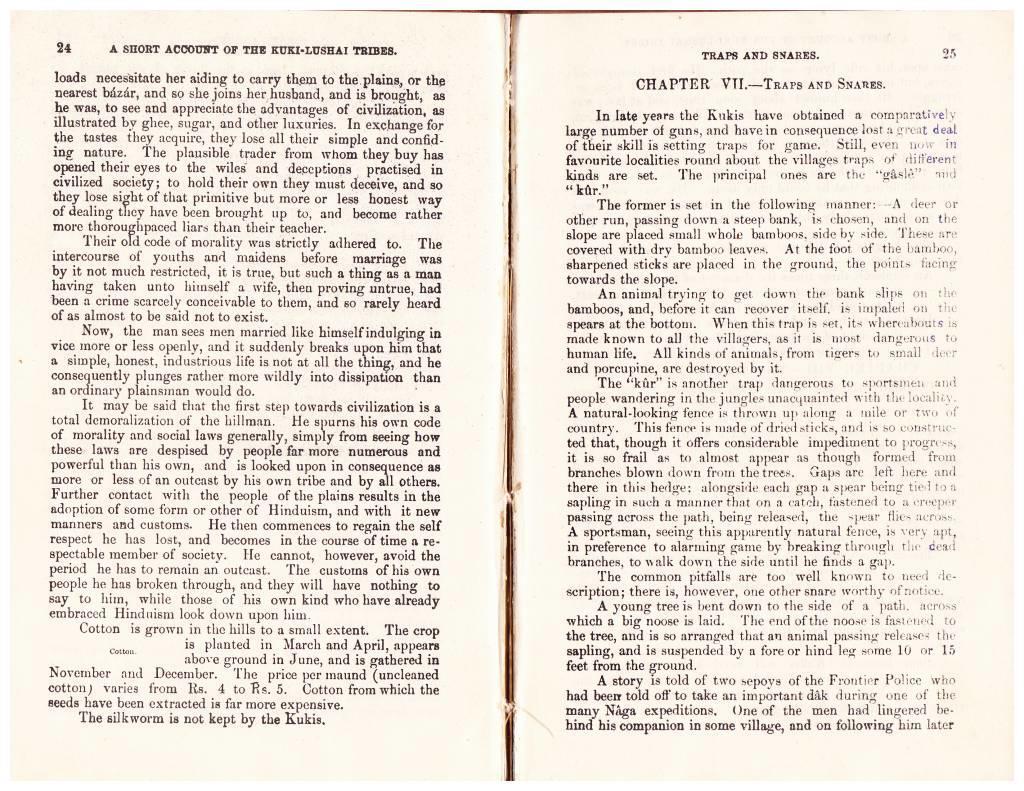 24 A SHORT ACCOUNT OF THE KUKI-LUSHAI TRIBES.
loads necessitate her aiding to carry them to the plains, or the
nearest bázár, and so she joins her husband, and is brought, as
he was, to see and appreciate the advantages of civilization, as
illustrated by ghee, sugar, and other luxuries. In exchange for
the tastes they acquire, they lose all their simple and confid-
ing nature. The plausible trader from whom they buy has
opened their eyes to the wiles and deceptions practised in
civilized society; to hold their own they must deceive, and so
they lose sight of that primitive but more or less honest way
of dealing they have been brought up to, and become rather
more thoroughpaced liars than their teacher.
Their old code of morality was strictly adhered to. The
intercourse of youths and maidens before marriage was
by it not much restricted, it is true, but such a thing as a man
having taken unto himself a wife, then proving untrue, had
been a crime scarcely conceivable to them, and so rarely heard
of as almost to be said not to exist.
Now, the man sees men married like himself indulging in
vice more or less openly, and it suddenly breaks upon him that
a simple, honest, industrious life is not at all the thing, and he
consequently plunges rather more wildly into dissipation than
an ordinary plainsman would do.
It may be said that the first step towards civilization is a
total demoralization of the hillman. He spurns his own code
of morality and social laws generally, simply from seeing how
these laws are despised by people far more numerous and
powerful than his own, and is looked upon in consequence as
more or less of an outcast by his own tribe and by all others.
Further contact with the people of the plains results in the
adoption of some form or other of Hinduism, and with it new
manners and customs. He then commences to regain the self
respect he has lost, and becomes in the course of time a re-
spectable member of society. He cannot, however, avoid the
period he has to remain an outcast. The customs of his own
people he has broken through, and they will have nothing to
say to him, while those of his own kind who have already
embraced Hinduism look down upon him.
Cotton is grown in the hills to a small extent. The crop
Cotton. is planted in March and April, appears
above ground in June, and is gathered in
November and December. The price per maund (uncleaned
cotton) varies from Rs. 4 to Rs. 5. Cotton from which the
seeds have been extracted is far more expensive.
The silkworm is not kept by the Kukis.
TRAPS AND SNARES. 25
CHAPTER VII.—TRAPS AND SNARES.
In late years the Kukis have obtained a comparatively
large number of guns, and have in consequence lost a great deal
of their skill is setting traps for game. Still, even now in
favourite localities round about the villages traps of different
kinds are set. The principal ones are the "gâslê" and
"kûr."
The former is set in the following manner:—A deer or
other run, passing down a steep bank, is chosen, and on the
slope are placed small whole bamboos, side by side. These are
covered with dry bamboo leaves. At the foot of the bamboo,
sharpened sticks are placed in the ground, the points facing
towards the slope.
An animal trying to get down the bank slips on the
bamboos, and, before it can recover itself, is impaled on the
spears at the bottom. When this trap is set, its whereabouts is
made known to all the villagers, as it is most dangerous to
human life. All kinds of animals, from tigers to small deer
and porcupine, are destroyed by it.
The "kûr" is another trap dangerous to sportsmen and
people wandering in the jungles unacquainted with the locality.
A natural-looking fence is thrown up along a mile or two of
country. This fence is made of dried sticks, and is so construc-
ted that, though it offers considerable impediment to progress,
it is so frail as to almost appear as though formed from
branches blown down from the trees. Gaps are left here and
there in this hedge; alongside each gap a spear being tied to a
sapling in such a manner that on a catch, fastened to a creeper
passing across the path, being released, the spear flies across.
A sportsman, seeing this apparently natural fence, is very apt,
in preference to alarming game by breaking through the dead
branches, to walk down the side until he finds a gap.
The common pitfalls are too well known to need de-
scription; there is, however, one other snare worthy of notice.
A young tree is bent down to the side of a path, across
which a big noose is laid. The end of the noose is fastened to
the tree, and is so arranged that an animal passing releases the
sapling, and is suspended by a fore or hind leg some 10 or 15
feet from the ground.
A story is told of two sepoys of the Frontier Police who
had been told off to take an important dâk during one of the
many Nâga expeditions. One of the men had lingered be-
hind his companion in some village, and on following him later